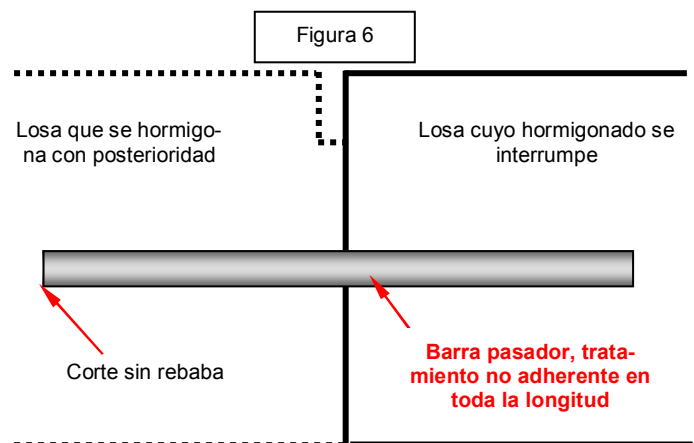 Figura 6
Losa que se hormigo-
na con posterioridad
Losa cuyo hormigonado se
interrumpe
Corte sin rebaba
Barra pasador, trata-
miento no adherente en
toda la longitud